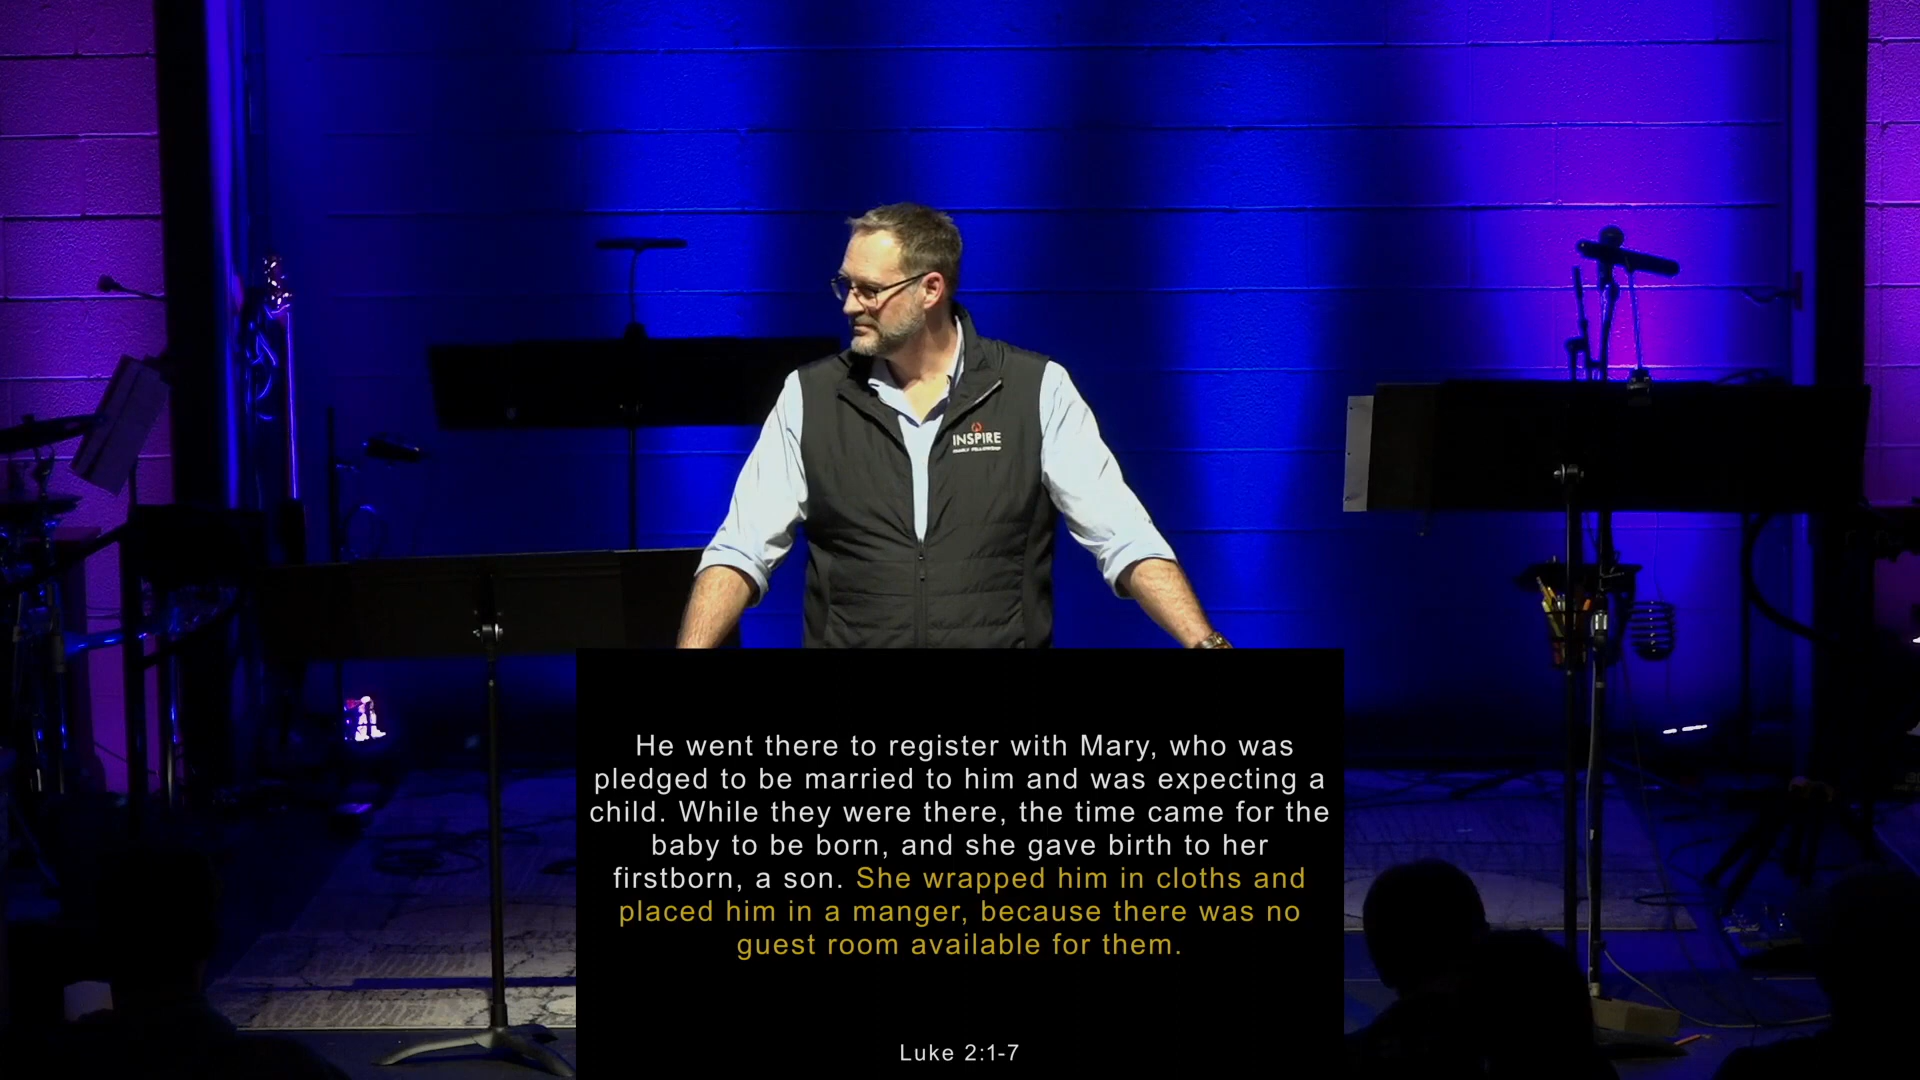 INSPIRE
FAMILY FELLOWSHIP
He went there to register with Mary, who was
pledged to be married to him and was expecting a
child. While they were there, the time came for the
baby to be born, and she gave birth to her
firstborn, a son. She wrapped him in cloths and
placed him in a manger, because there was no
guest room available for them.
Luke 2:1-7